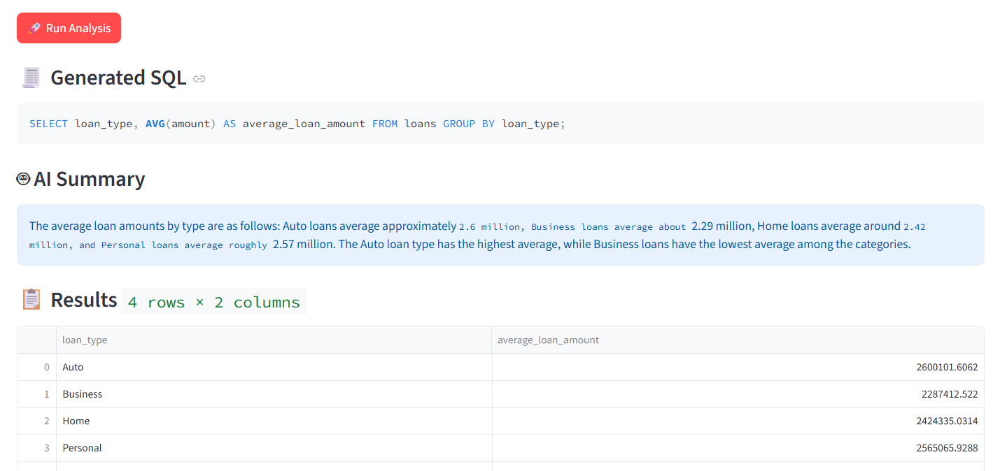 🚀 Run Analysis
Generated SQL
SELECT loan_type, AVG(amount) AS average_loan_amount FROM loans GROUP BY loan_type;
AI Summary
The average loan amounts by type are as follows: Auto loans average approximately 2.6 million, Business loans average about 2.29 million, Home loans average around 2.42
million, and Personal loans average roughly 2.57 million. The Auto loan type has the highest average, while Business loans have the lowest average among the categories.
Results 4 rows × 2 columns
loan_type average_loan_amount
0 Auto 2600101.6062
1 Business 2287412.522
2 Home 2424335.0314
3 Personal 2565065.9288